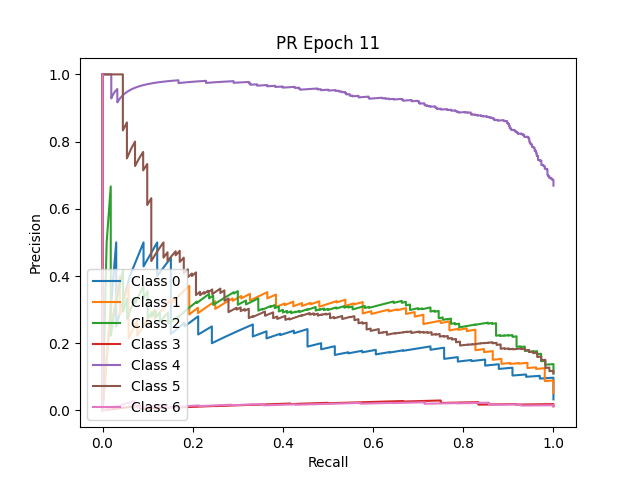 PR Epoch 11
Precision
1.0
0.8
0.6
0.4
0.2
0.0
Class 0
Class 1
Class 2
Class 3
Class 4
Class 5
Class 6
0.0 0.2 0.4 0.6 0.8 1.0
Recall